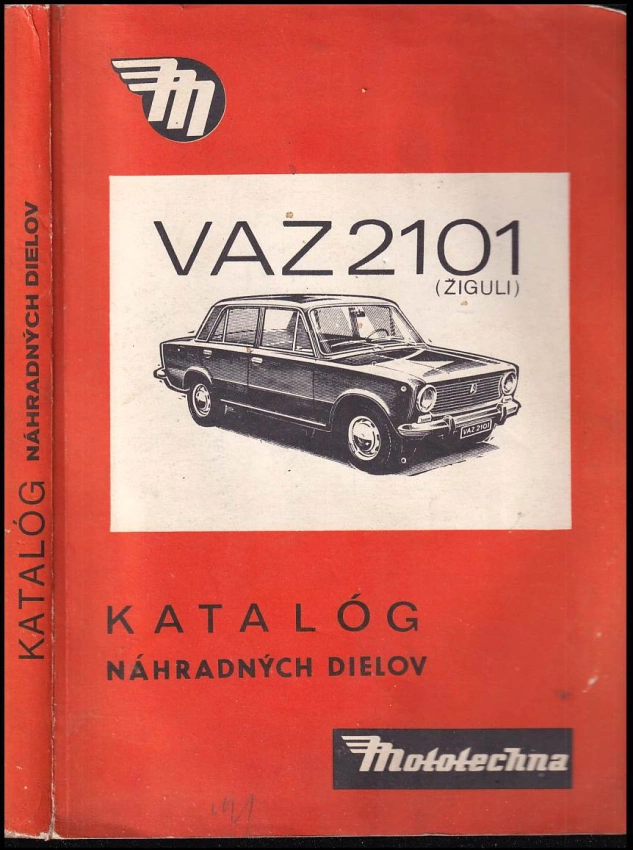 KATALÓG NÁHRADNÝCH DIELOV
VAZ 2101
(ŽIGULI)
VAZ 2101
KATALÓG
NÁHRADNÝCH DIELOV
Mototechna